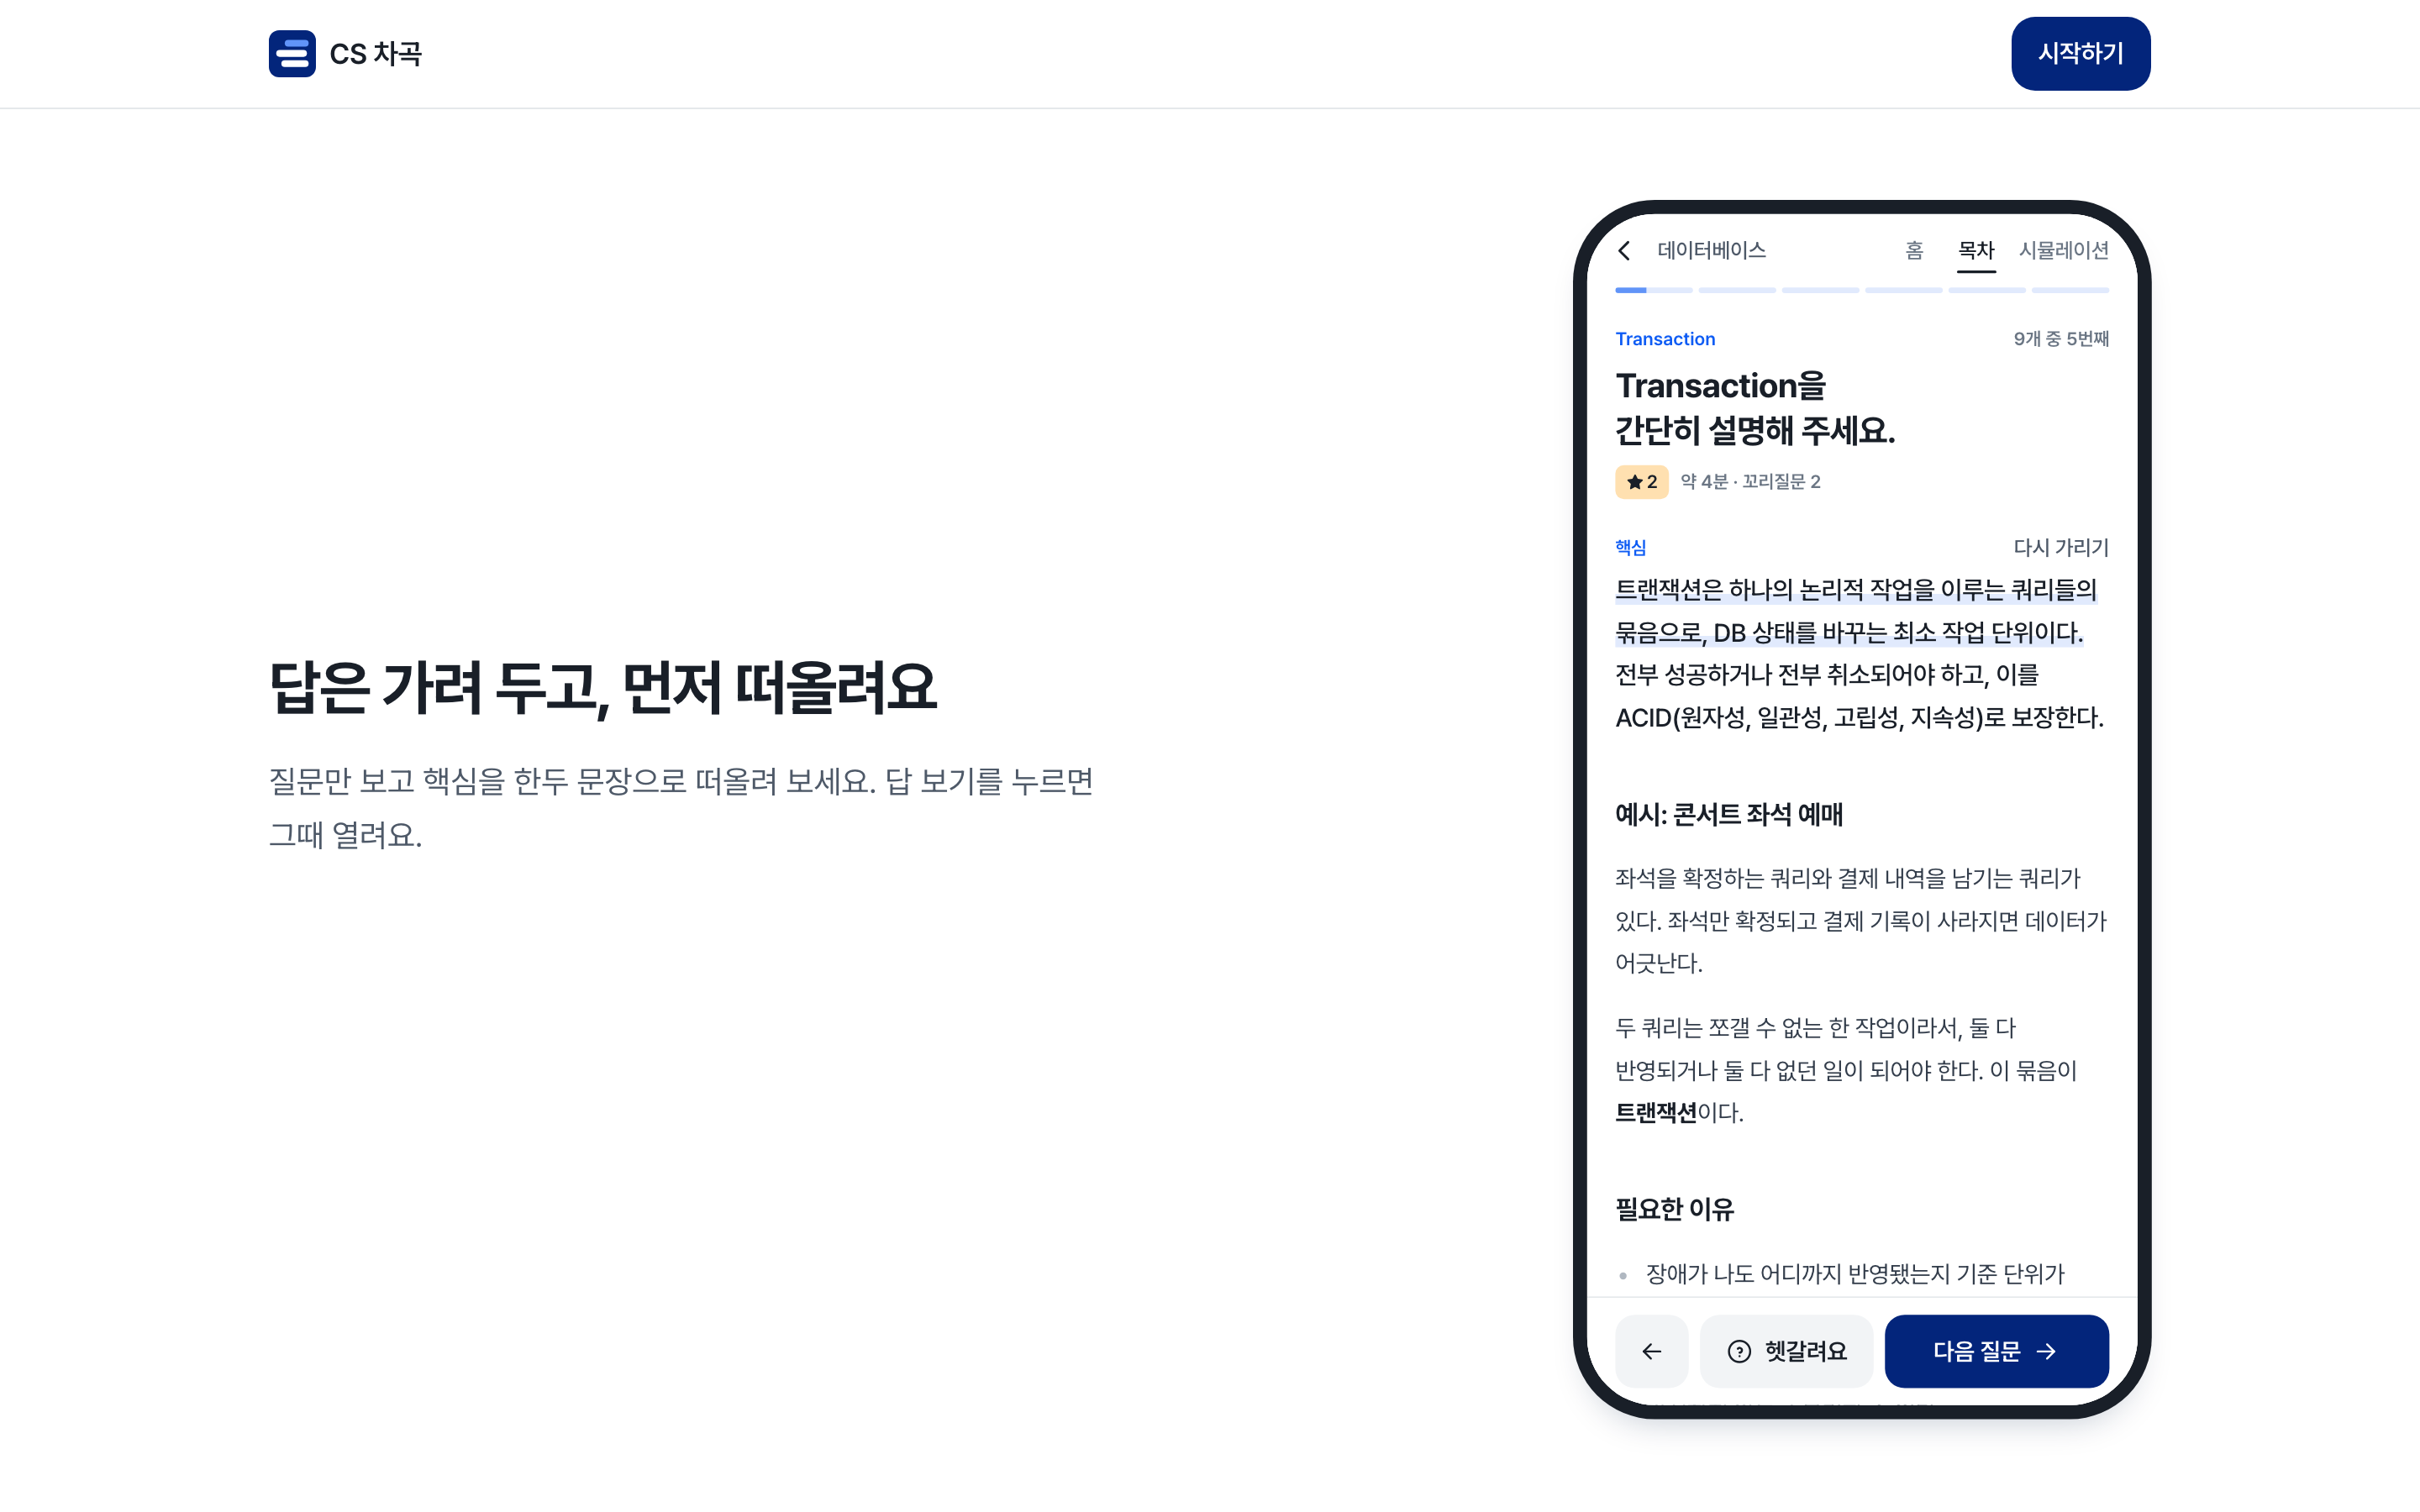 CS 차곡
시작하기
답은 가려 두고, 먼저 떠올려요
질문만 보고 핵심을 한두 문장으로 떠올려 보세요. 답 보기를 누르면
그때 열려요.
데이터베이스
홈 목차 시뮬레이션
Transaction
9개 중 5번째
Transaction을
간단히 설명해 주세요.
★ 2
약 4분 · 꼬리질문 2
핵심
다시 가리기
트랜잭션은 하나의 논리적 작업을 이루는 쿼리들의
묶음으로, DB 상태를 바꾸는 최소 작업 단위이다.
전부 성공하거나 전부 취소되어야 하고, 이를
ACID(원자성, 일관성, 고립성, 지속성)로 보장한다.
예시: 콘서트 좌석 예매
좌석을 확정하는 쿼리와 결제 내역을 남기는 쿼리가
있다. 좌석만 확정되고 결제 기록이 사라지면 데이터가
어긋난다.
두 쿼리는 쪼갤 수 없는 한 작업이라서, 둘 다
반영되거나 둘 다 없던 일이 되어야 한다. 이 묶음이
트랜잭션이다.
필요한 이유
• 장애가 나도 어디까지 반영됐는지 기준 단위가
← 헷갈려요 다음 질문 →